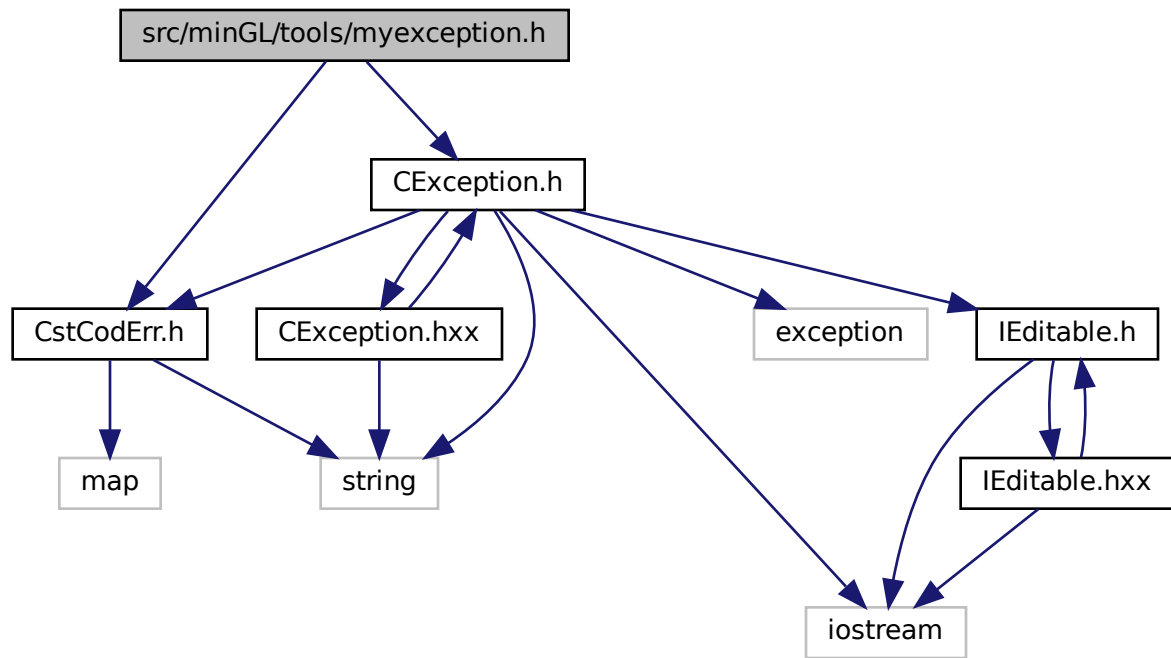 src/minGL/tools/myexception.h
CException.h
CstCodErr.h
CException.hxx
exception
IEditable.h
map
string
IEditable.hxx
iostream